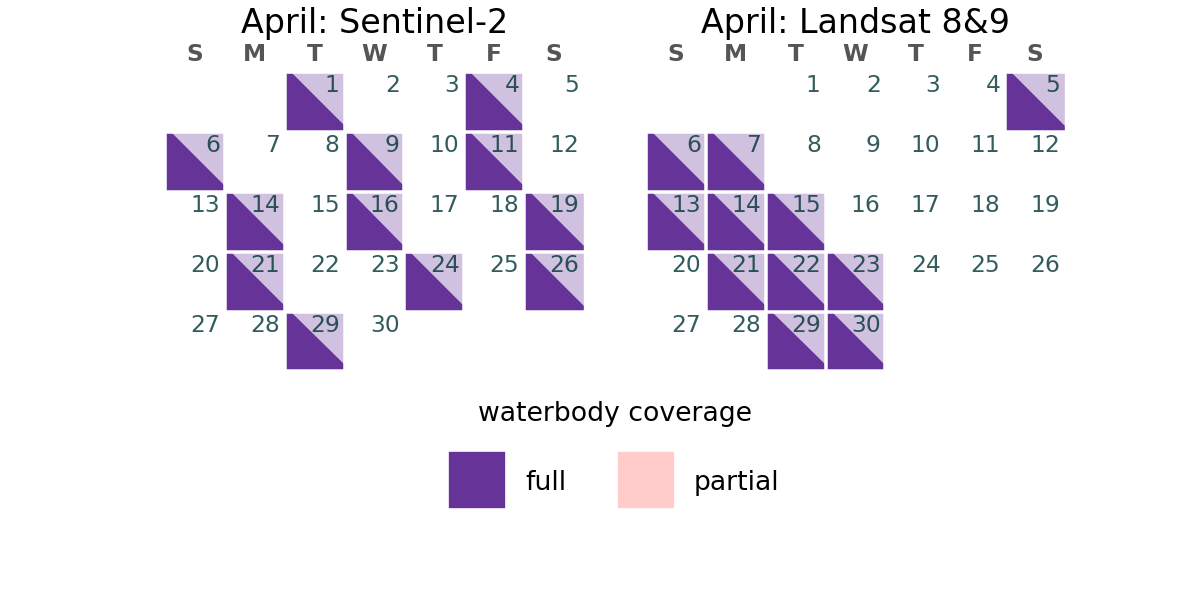 April: Sentinel-2
S M T W T F S
1 2 3 4 5
6 7 8 9 10 11 12
13 14 15 16 17 18 19
20 21 22 23 24 25 26
27 28 29 30
April: Landsat 8&9
S M T W T F S
1 2 3 4 5
6 7 8 9 10 11 12
13 14 15 16 17 18 19
20 21 22 23 24 25 26
27 28 29 30
waterbody coverage
full
partial